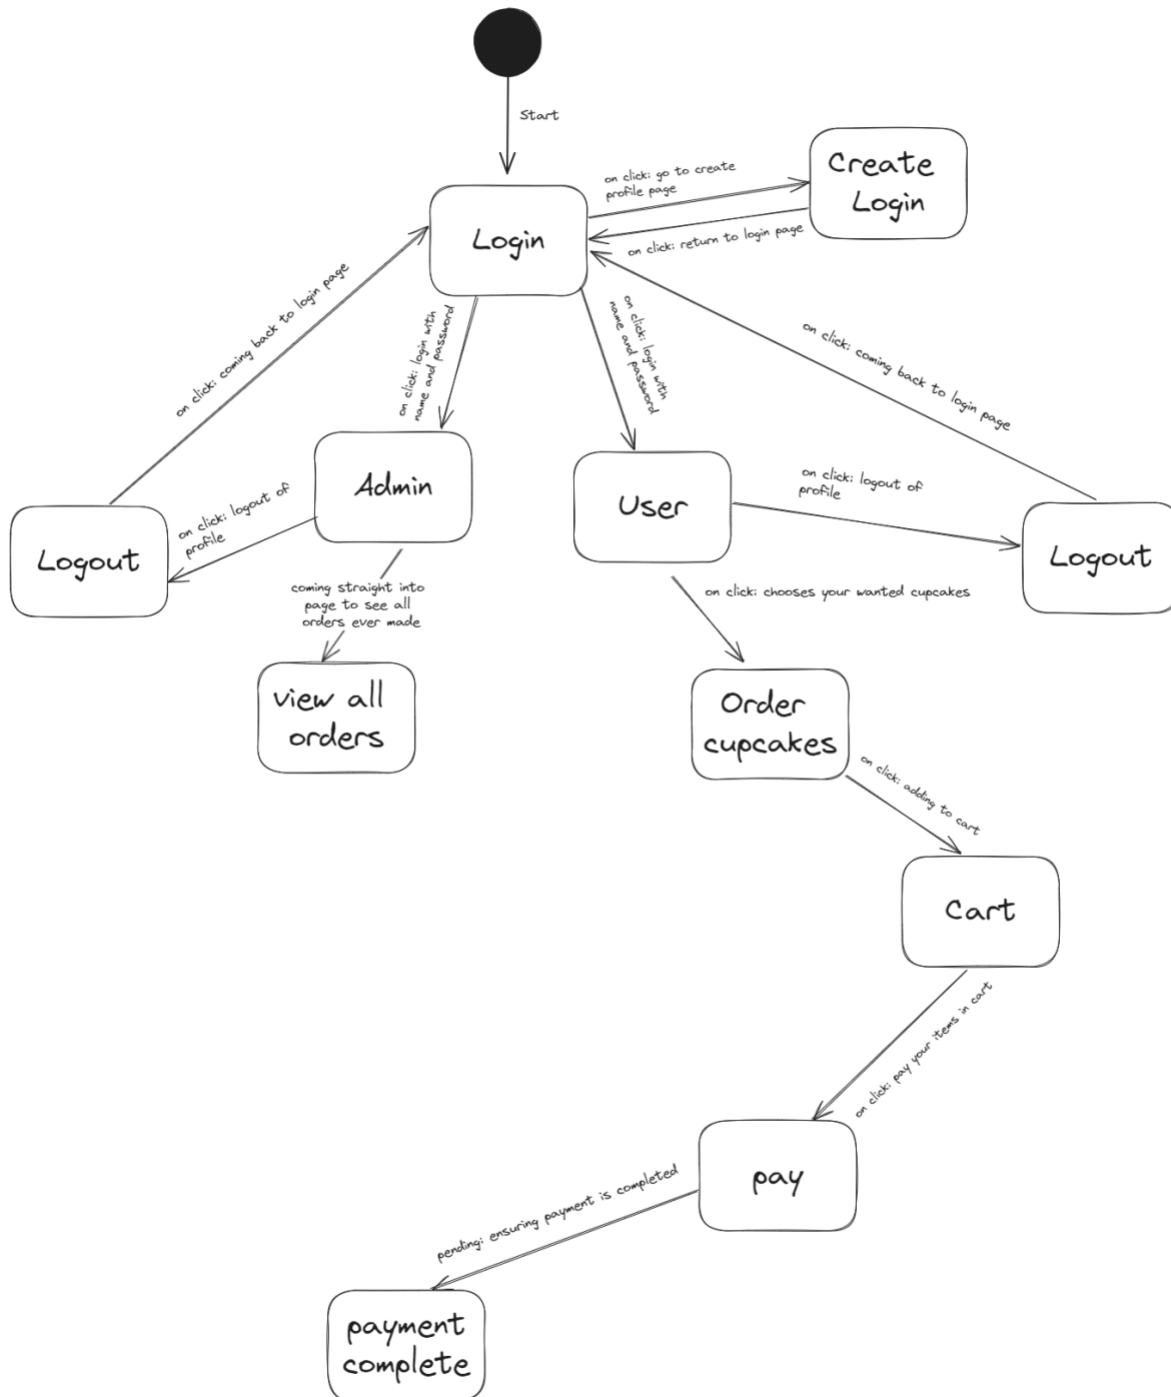 Start
Create
Login
on click: go to create
profile page
Login
on click: return to login page
on click: coming back to login page
on click: login with
name and password
on click: login with
name and password
on click: coming back to login page
Admin
User
on click: logout of
profile
on click: logout of
profile
Logout
Logout
coming straight into
page to see all
orders ever made
on click: chooses your wanted cupcakes
view all
orders
Order
cupcakes
on click: adding to cart
Cart
on click: pay your items in cart
pay
pending: ensuring payment is completed
payment
complete